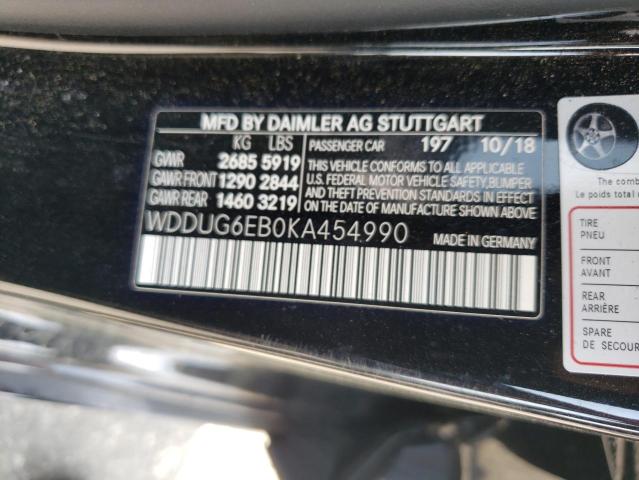 MFD BY DAIMLER AG STUTTGART
KG LBS PASSENGER CAR 197 10/18
GVWR 2685 5919 THIS VEHICLE CONFORMS TO ALL APPLICABLE
GAWR FRONT 1290 2844 U.S. FEDERAL MOTOR VEHICLE SAFETY, BUMPER
AND THEFT PREVENTION STANDARDS IN EFFECT
GAWR REAR 1460 3219 ON THE DATE OF MANUFACTURE SHOWN ABOVE.
WDDUG6EB0KA454990 MADE IN GERMANY
The comb
Le poids total
TIRE
PNEU
FRONT
AVANT
REAR
ARRIÈRE
SPARE
DE SECOUR